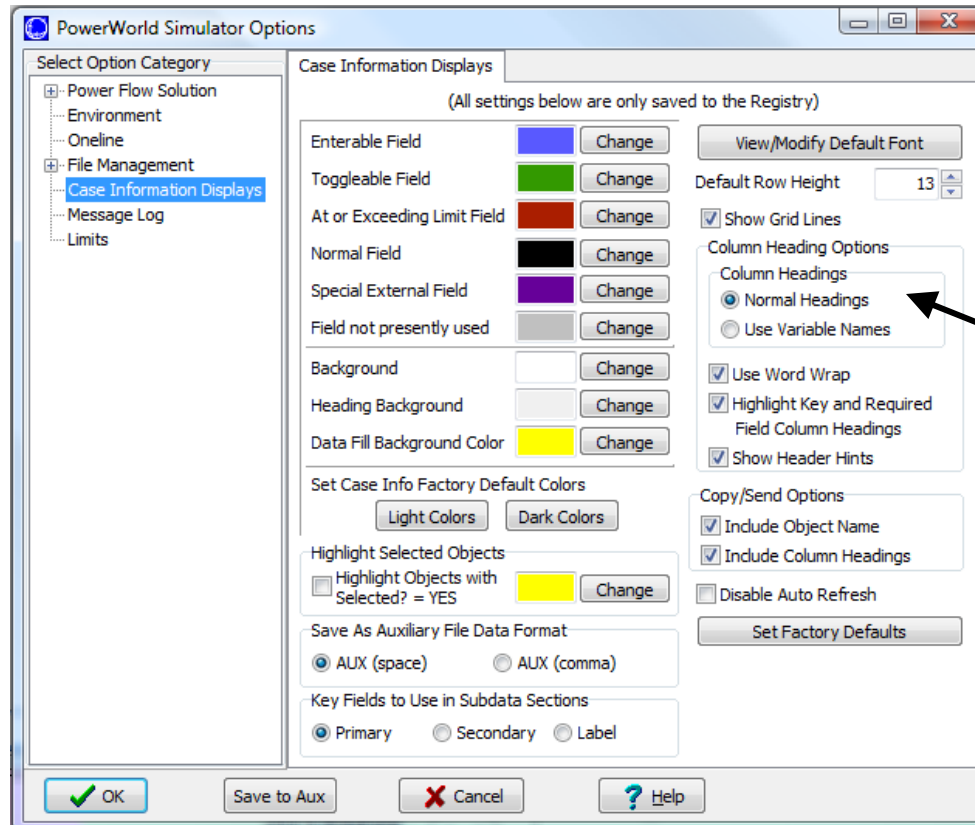 PowerWorld Simulator Options
Select Option Category
Power Flow Solution
Environment
Oneline
File Management
Case Information Displays
Message Log
Limits
Case Information Displays
(All settings below are only saved to the Registry)
Enterable Field Change
Toggleable Field Change
At or Exceeding Limit Field Change
Normal Field Change
Special External Field Change
Field not presently used Change
Background Change
Heading Background Change
Data Fill Background Color Change
Set Case Info Factory Default Colors
Light Colors Dark Colors
Highlight Selected Objects
Highlight Objects with
Selected? = YES
Change
Save As Auxiliary File Data Format
AUX (space) AUX (comma)
Key Fields to Use in Subdata Sections
Primary Secondary Label
View/Modify Default Font
Default Row Height 13
Show Grid Lines
Column Heading Options
Column Headings
Normal Headings
Use Variable Names
Use Word Wrap
Highlight Key and Required
Field Column Headings
Show Header Hints
Copy/Send Options
Include Object Name
Include Column Headings
Disable Auto Refresh
Set Factory Defaults
OK Save to Aux Cancel ? Help